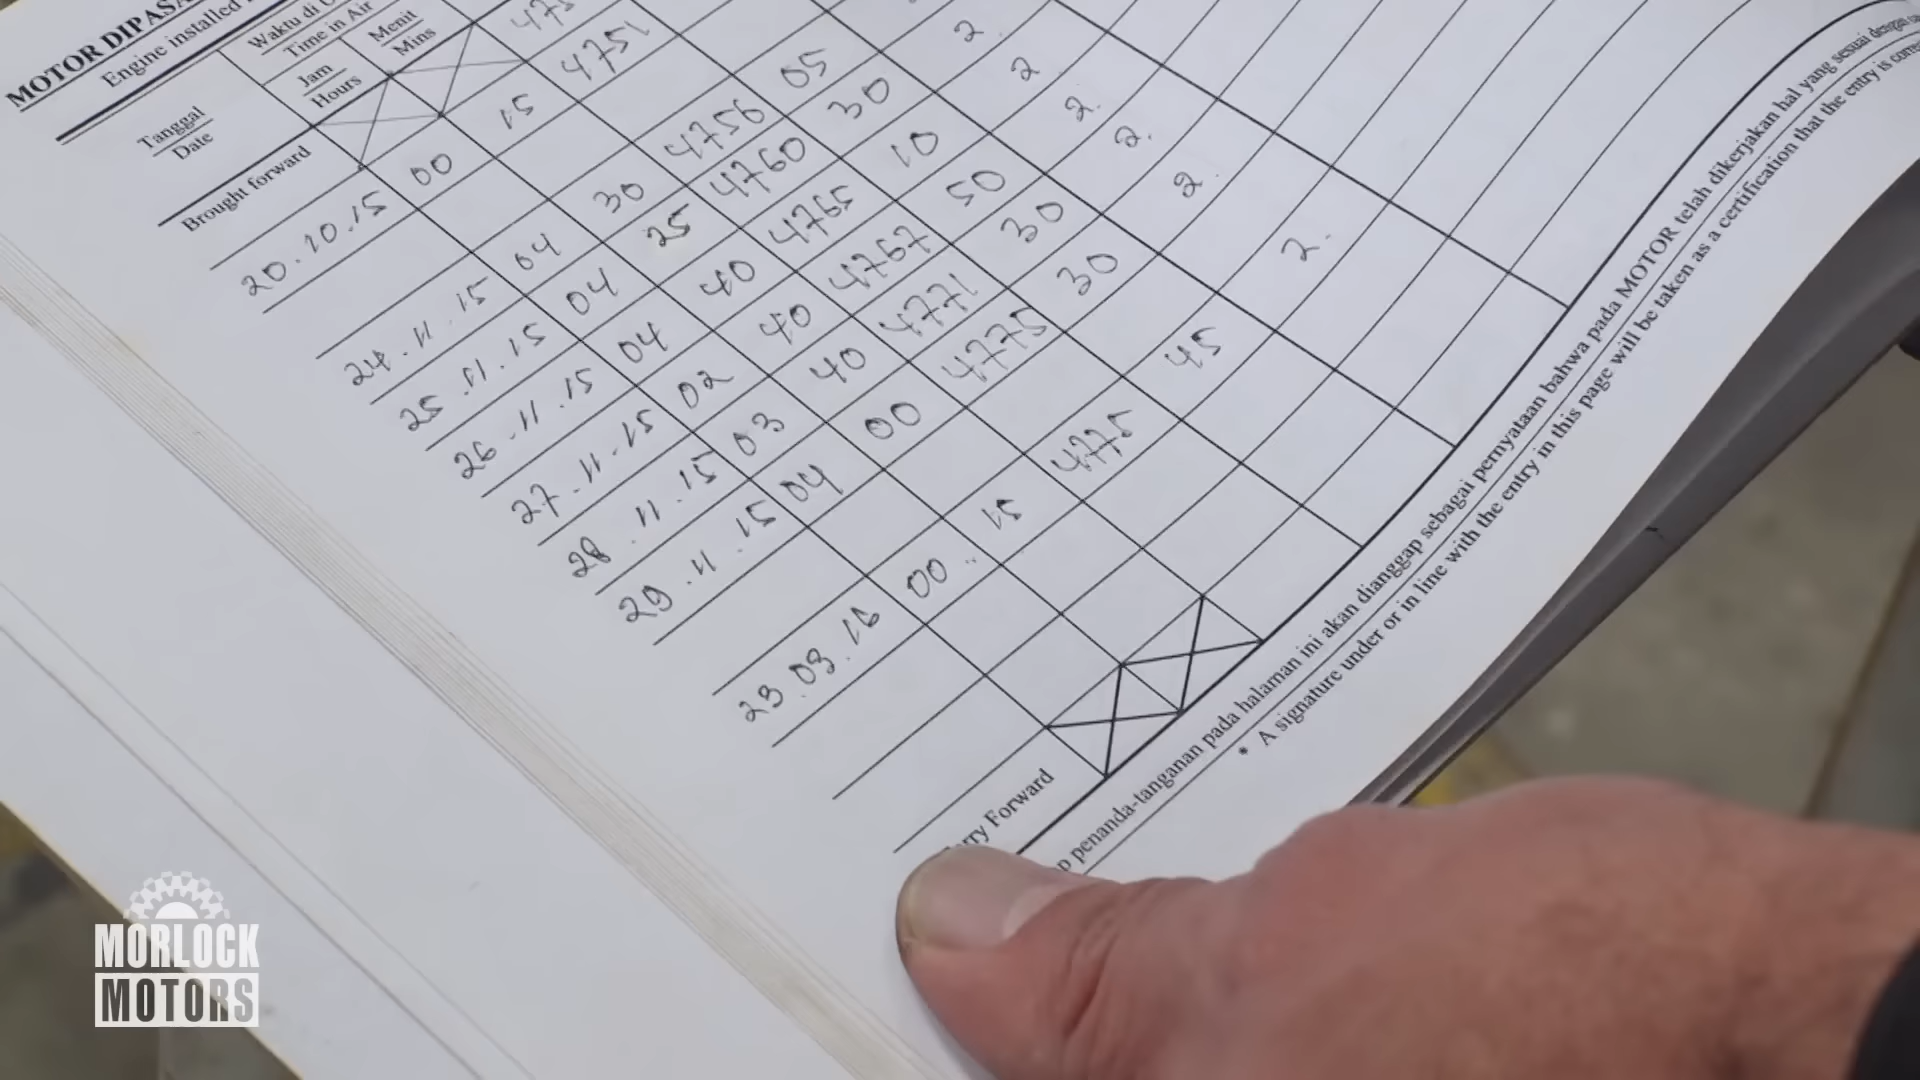 MOTOR DIPASA
Engine installed
Waktu di
Time in Air
Tanggal
Date
Jam
Hours
Menit
Mins
Brought forward 475
20.10.15 00 15 4751
24.11.15 04 30 4756 05 2
25.11.15 04 25 4760 30 2
26.11.15 04 40 4765 10 2.
27.11.15 02 40 4767 50 2.
28.11.15 03 40 4771 30 2.
29.11.15 04 00 4775 30
23.03.16 00 15 4775 45 2.
rry Forward
penanda-tanganan pada halaman ini akan dianggap sebagai pernyataan bahwa pada MOTOR telah dikerjakan hal yang sesuai dengan
* A signature under or in line with the entry in this page will be taken as a certification that the entry is corre
MORLOCK
MOTORS